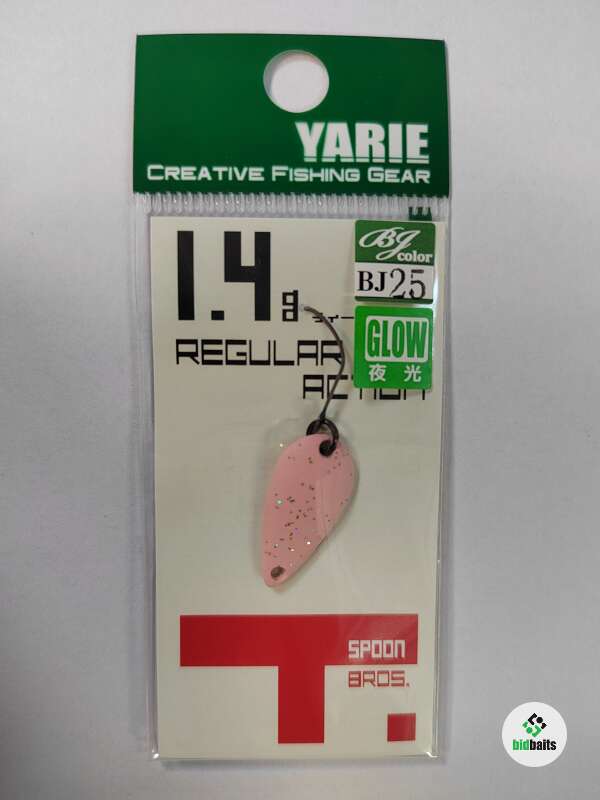 YARIE
CREATIVE FISHING GEAR
1.4g
BJ
color
BJ25
GLOW
夜光
REGULAR
ACTION
T.
SPOON
BROS.
bidbaits